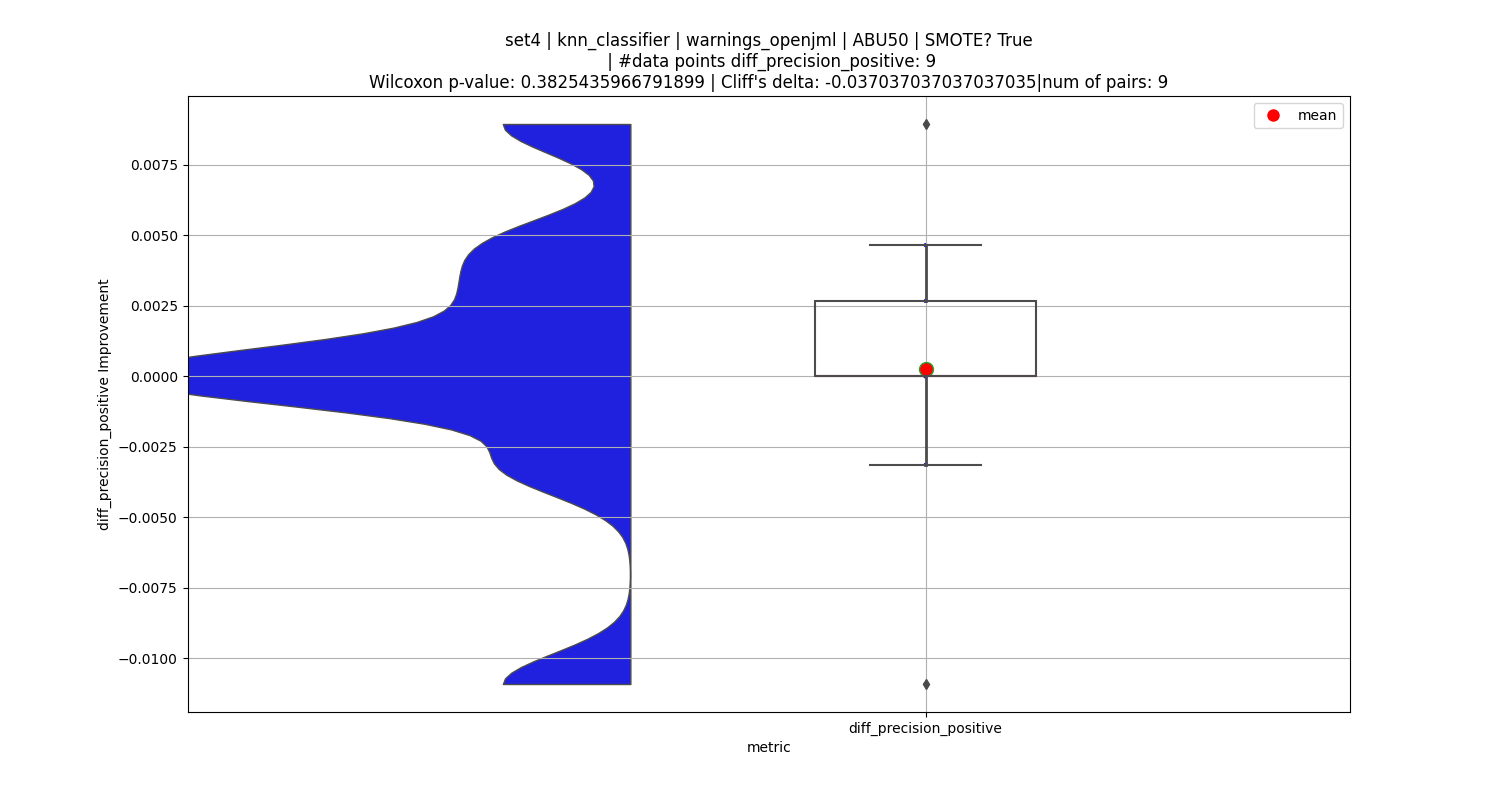 set4 | knn_classifier | warnings_openjml | ABU50 | SMOTE? True
| #data points diff_precision_positive: 9
Wilcoxon p-value: 0.3825435966791899 | Cliff's delta: -0.037037037037037035|num of pairs: 9
mean
0.0075
0.0050
0.0025
0.0000
−0.0025
−0.0050
−0.0075
−0.0100
diff_precision_positive Improvement
diff_precision_positive
metric